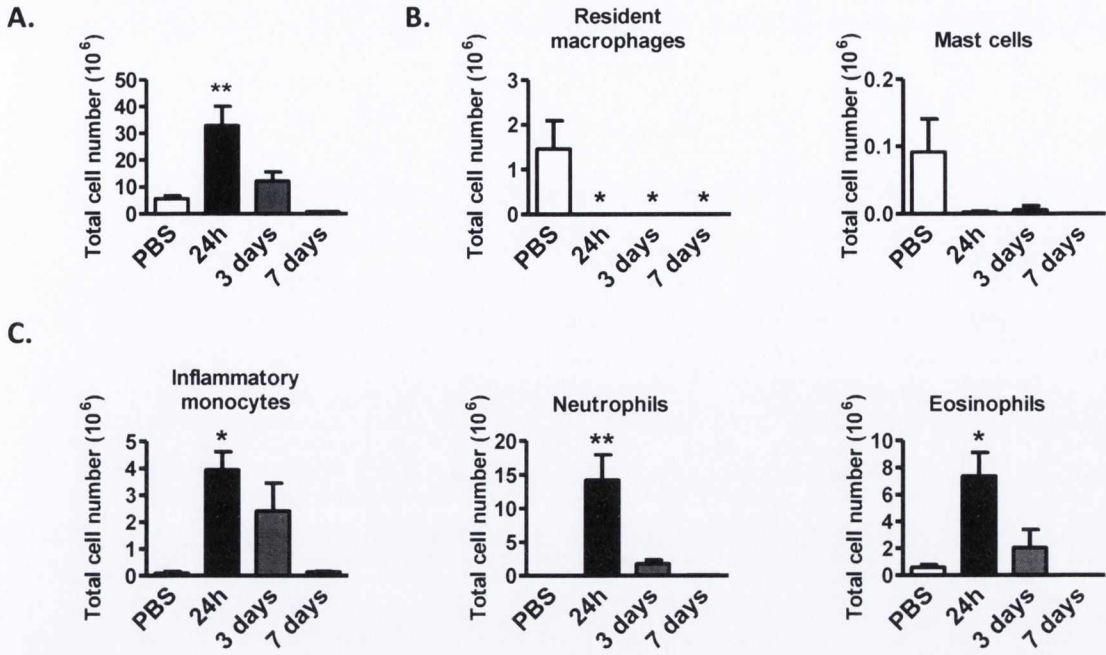 A.
Total cell number (10⁶)
50
40
30
20
10
0
**
PBS
24h
3 days
7 days
B.
Resident
macrophages
Total cell number (10⁶)
3
2
1
0
*
*
*
PBS
24h
3 days
7 days
Mast cells
Total cell number (10⁶)
0.2
0.1
0.0
PBS
24h
3 days
7 days
C.
Inflammatory
monocytes
Total cell number (10⁶)
5
4
3
2
1
0
*
PBS
24h
3 days
7 days
Neutrophils
Total cell number (10⁶)
20
15
10
5
0
**
PBS
24h
3 days
7 days
Eosinophils
Total cell number (10⁶)
10
8
6
4
2
0
*
PBS
24h
3 days
7 days